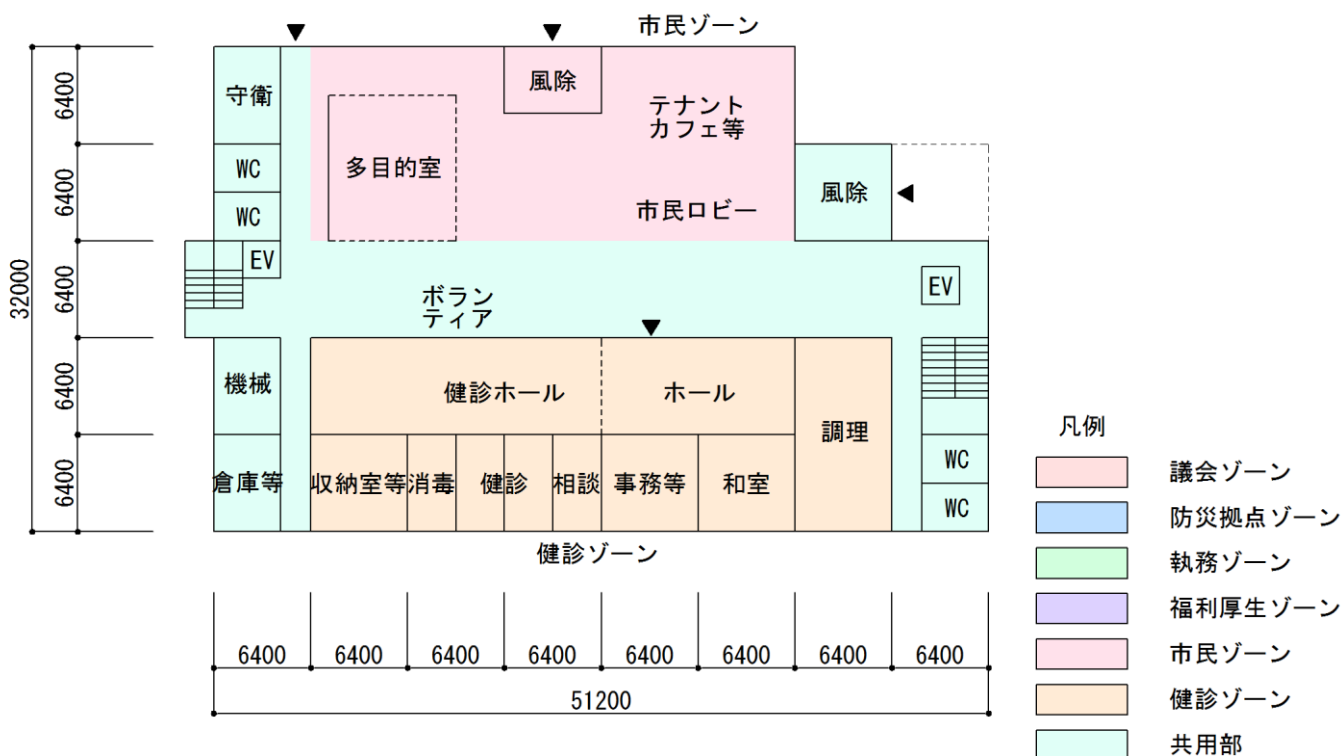 市民ゾーン
守衛
風除
テナント
カフェ等
6400
WC
多目的室
風除
6400
WC
市民ロビー
EV
EV
32000
6400
ボラン
ティア
機械
健診ホール
ホール
6400
調理
凡例
倉庫等
収納室等
消毒
健診
相談
事務等
和室
WC
WC
6400
議会ゾーン
防災拠点ゾーン
健診ゾーン
執務ゾーン
福利厚生ゾーン
6400
6400
6400
6400
6400
6400
6400
6400
市民ゾーン
51200
健診ゾーン
共用部